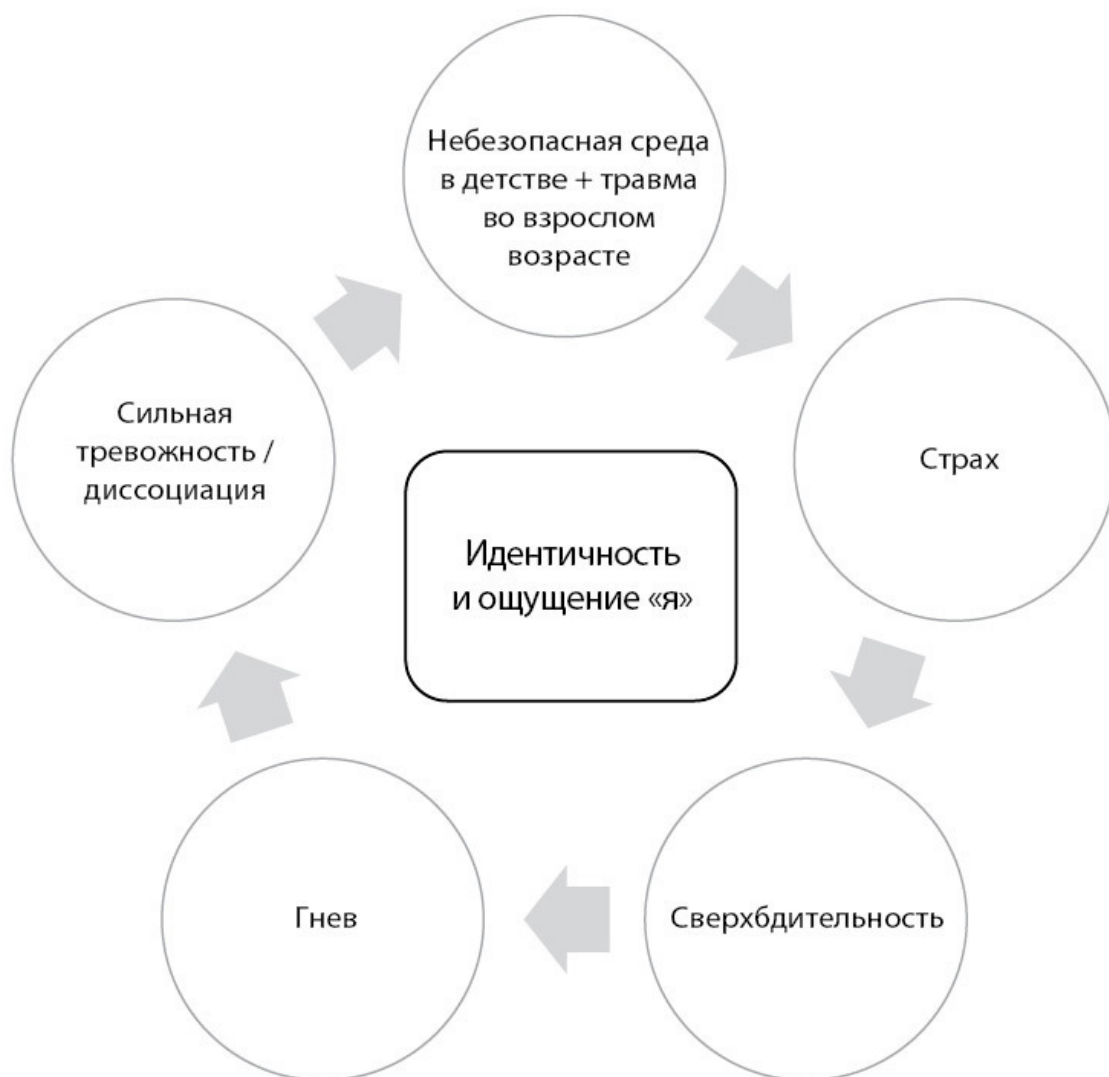 Небезопасная среда
в детстве + травма
во взрослом
возрасте
Страх
Сверхбдительность
Гнев
Сильная
тревожность /
диссоциация
Идентичность
и ощущение «я»